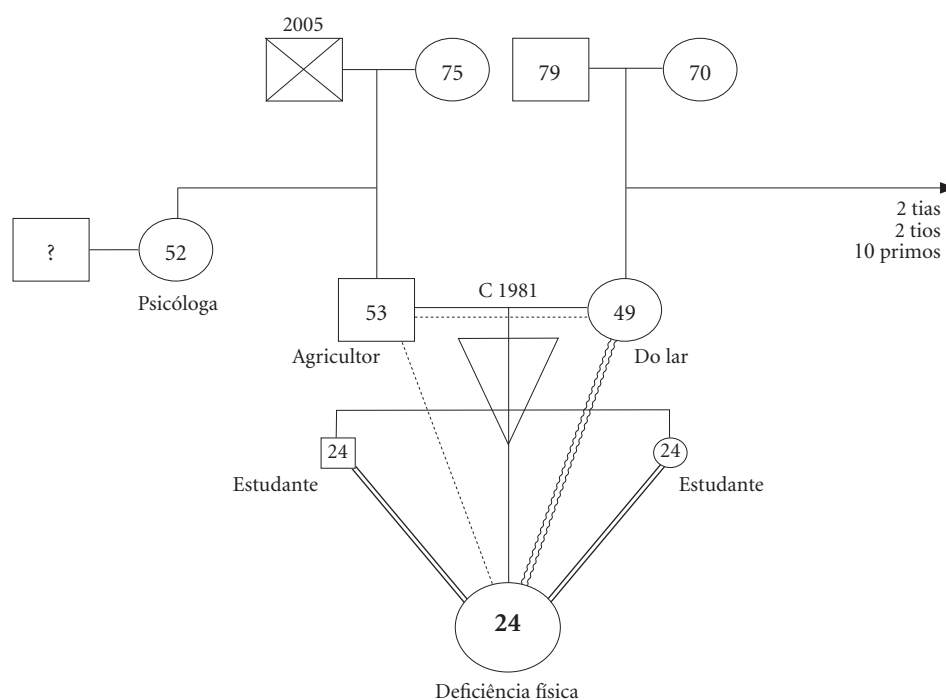 2005
75
79
70
2 tias
2 tios
10 primos
?
52
Psicóloga
C 1981
53
49
Agricultor
Do lar
24
24
Estudante
Estudante
24
Deficiência física